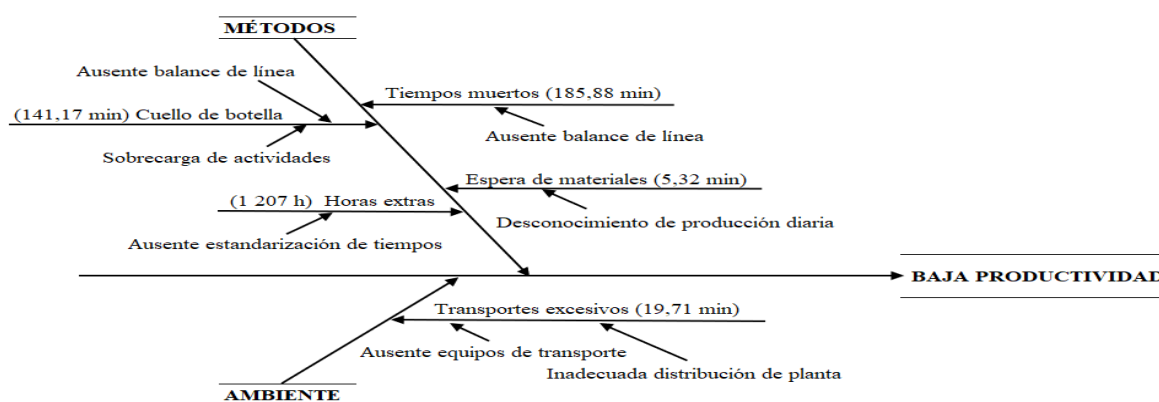 MÉTODOS
Ausente balance de línea
Tiempos muertos (185,88 min)
(141,17 min) Cuello de botella
Ausente balance de línea
Sobrecarga de actividades
Espera de materiales (5,32 min)
(1 207 h) Horas extras
Desconocimiento de producción diaria
Ausente estandarización de tiempos
BAJA PRODUCTIVIDAD
Transportes excesivos (19,71 min)
Ausente equipos de transporte
Inadecuada distribución de planta
AMBIENTE